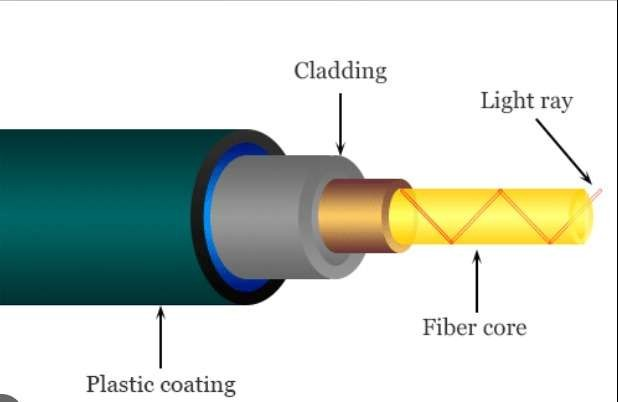 Cladding
Light ray
Fiber core
Plastic coating